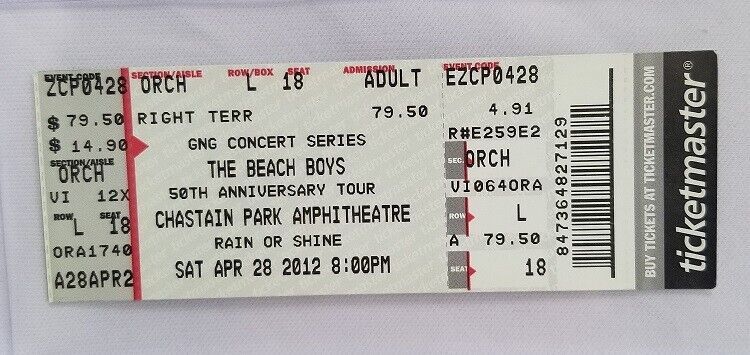 EVENT CODE
ZCP0428
$ 79.50
$ 14.90
SECTION/AISLE
ORCH
VI 12X
ROW SEAT
L 18
ORA1740
A28APR2
SECTION/AISLE ROW/BOX SEAT ADMISSION
ORCH L 18 ADULT
RIGHT TERR 79.50
GNG CONCERT SERIES
THE BEACH BOYS
50TH ANNIVERSARY TOUR
CHASTAIN PARK AMPHITHEATRE
RAIN OR SHINE
SAT APR 28 2012 8:00PM
EVENT CODE
EZCP0428
4.91
R#E259E2
SEC. ORCH
VI064ORA
ROW L
A 79.50
SEAT 18
8473664827129
BUY TICKETS AT TICKETMASTER.COM
ticketmaster®